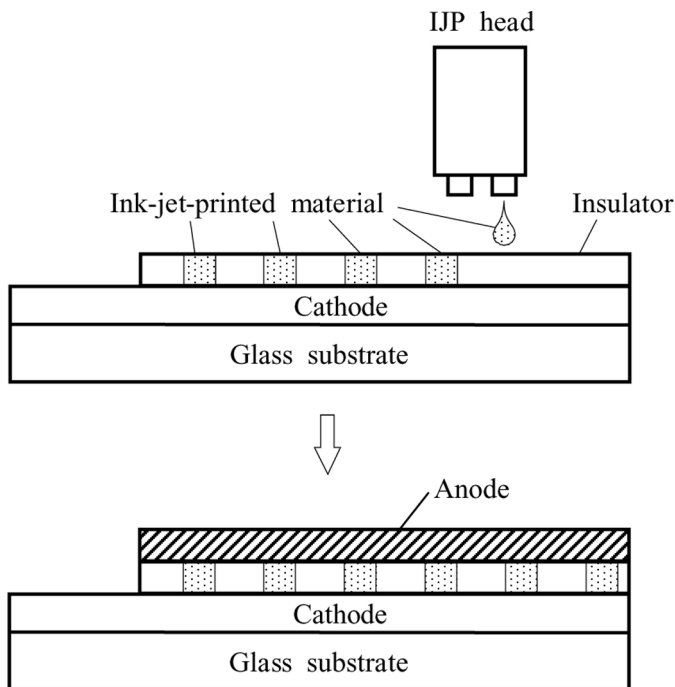 IJP head
Ink-jet-printed material
Insulator
Cathode
Glass substrate
Anode
Cathode
Glass substrate